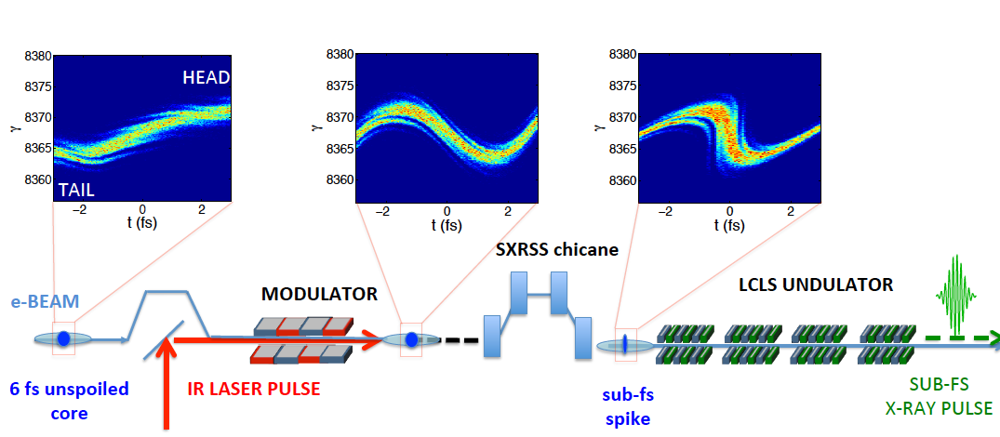 8380
8375
8370
8365
8360
γ
HEAD
TAIL
−2
0
2
t (fs)
8380
8375
8370
8365
8360
γ
−2
0
2
t (fs)
8380
8375
8370
8365
8360
γ
−2
0
2
t (fs)
SXRSS chicane
e-BEAM
MODULATOR
LCLS UNDULATOR
6 fs unspoiled
core
IR LASER PULSE
sub-fs
spike
SUB-FS
X-RAY PULSE